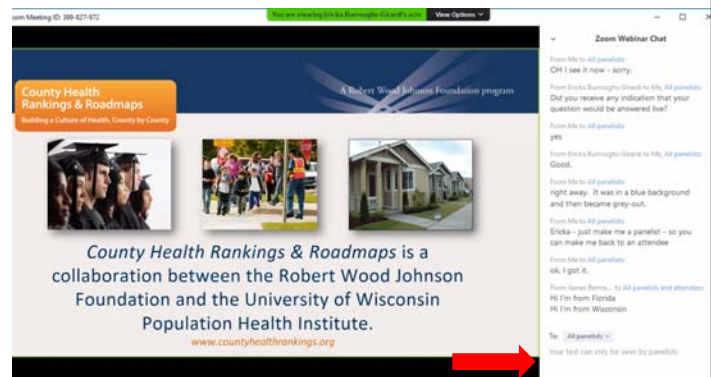 oom Meeting ID: 399-827-972
You are viewing Ericka Burroughs-Girardi's
View Options
County Health
Rankings & Roadmaps
Building a Culture of Health, County by County
A Robert Wood Johnson Foundation program
County Health Rankings & Roadmaps is a
collaboration between the Robert Wood Johnson
Foundation and the University of Wisconsin
Population Health Institute.
www.countyhealthrankings.org
Zoom Webinar Chat
From Me to All panelists:
OH I see it now - sorry.
From Ericka Burroughs-Girardi to Me, All panelists:
Did you receive any indication that your
question would be answered live?
From Me to All panelists:
yes
From Ericka Burroughs-Girardi to Me, All panelists:
Good.
From Me to All panelists:
right away. It was in a blue background
and then became grey-out.
From Me to All panelists:
Ericka - just make me a panelist - so you
can make me back to an attendee
From Me to All panelists:
ok, I got it.
From James Benne... to All panelists and attendees:
Hi I'm from Florida
Hi I'm from Wisconsin
To: All panelists
Your text can only be seen by panelists